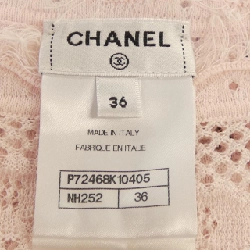 CHANEL
36
MADE IN ITALY
FABRIQUE EN ITALIE
P72468K10405
NH252 36